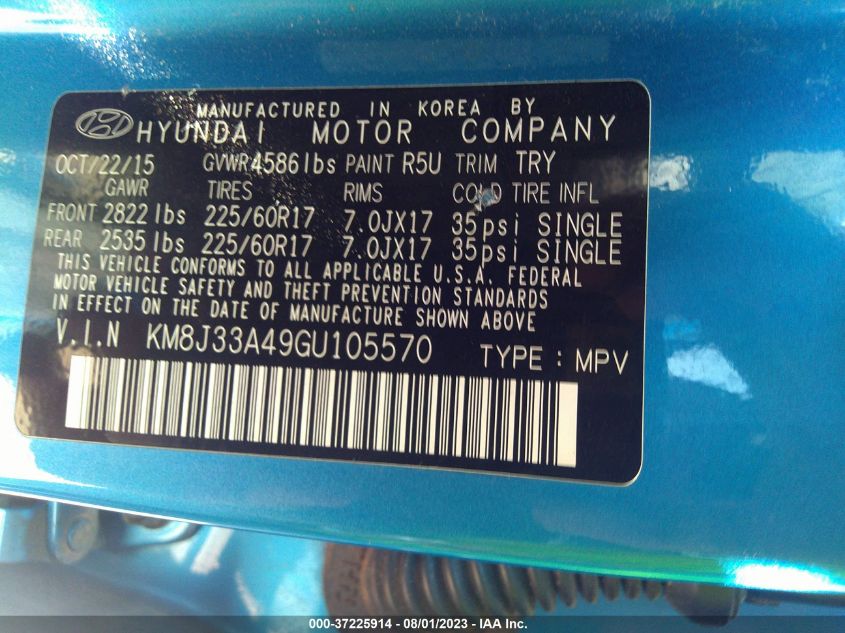 MANUFACTURED IN KOREA BY
HYUNDAI MOTOR COMPANY
OCT/22/15 GVWR 4586 lbs PAINT R5U TRIM TRY
GAWR TIRES RIMS COLD TIRE INFL
FRONT 2822 lbs 225/60R17 7.0JX17 35psi SINGLE
REAR 2535 lbs 225/60R17 7.0JX17 35psi SINGLE
THIS VEHICLE CONFORMS TO ALL APPLICABLE U.S.A. FEDERAL
MOTOR VEHICLE SAFETY AND THEFT PREVENTION STANDARDS
IN EFFECT ON THE DATE OF MANUFACTURE SHOWN ABOVE
V.I.N KM8J33A49GU105570 TYPE : MPV
000-37225914 - 08/01/2023 - IAA Inc.